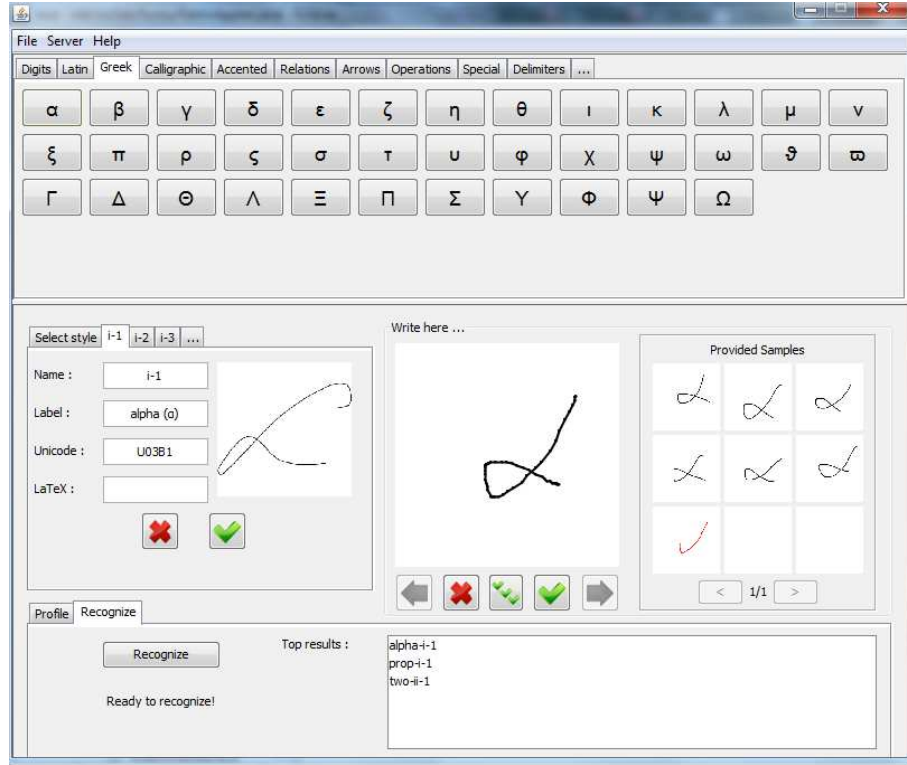 File Server Help
Digits Latin Greek Calligraphic Accented Relations Arrows Operations Special Delimiters ...
α β γ δ ε ζ η θ ι κ λ μ ν
ξ π ρ ς σ τ υ φ χ ψ ω ϑ ϖ
Γ Δ Θ Λ Ξ Π Σ Υ Φ Ψ Ω
Select style i-1 i-2 i-3 ...
Name : i-1
Label : alpha (α)
Unicode : U03B1
LaTeX :
Write here ...
α
Provided Samples
< 1/1 >
Profile Recognize
Recognize
Ready to recognize!
Top results :
alpha-i-1
prop-i-1
two-ii-1